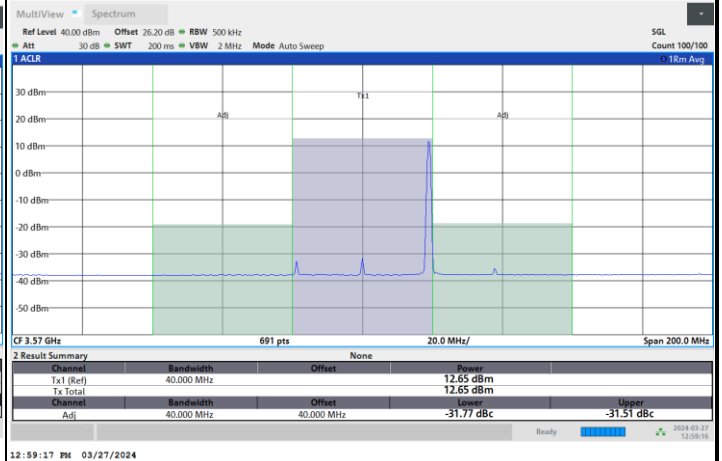 MultiView Spectrum
Ref Level 40.00 dBm Offset 26.20 dB RBW 500 kHz SGL
Att 30 dB SWT 200 ms VBW 2 MHz Mode Auto Sweep Count 100/100
1 ACLR 1Rm Avg
30 dBm
Tx1
20 dBm Adj Adj
10 dBm
0 dBm
-10 dBm
-20 dBm
-30 dBm
-40 dBm
-50 dBm
CF 3.57 GHz 691 pts 20.0 MHz/ Span 200.0 MHz
2 Result Summary None
Channel Bandwidth Offset Power
Tx1 (Ref) 40.000 MHz 12.65 dBm
Tx Total 12.65 dBm
Channel Bandwidth Offset Lower Upper
Adj 40.000 MHz 40.000 MHz -31.77 dBc -31.51 dBc
Ready 2024-03-27
12:59:16
12:59:17 PM 03/27/2024